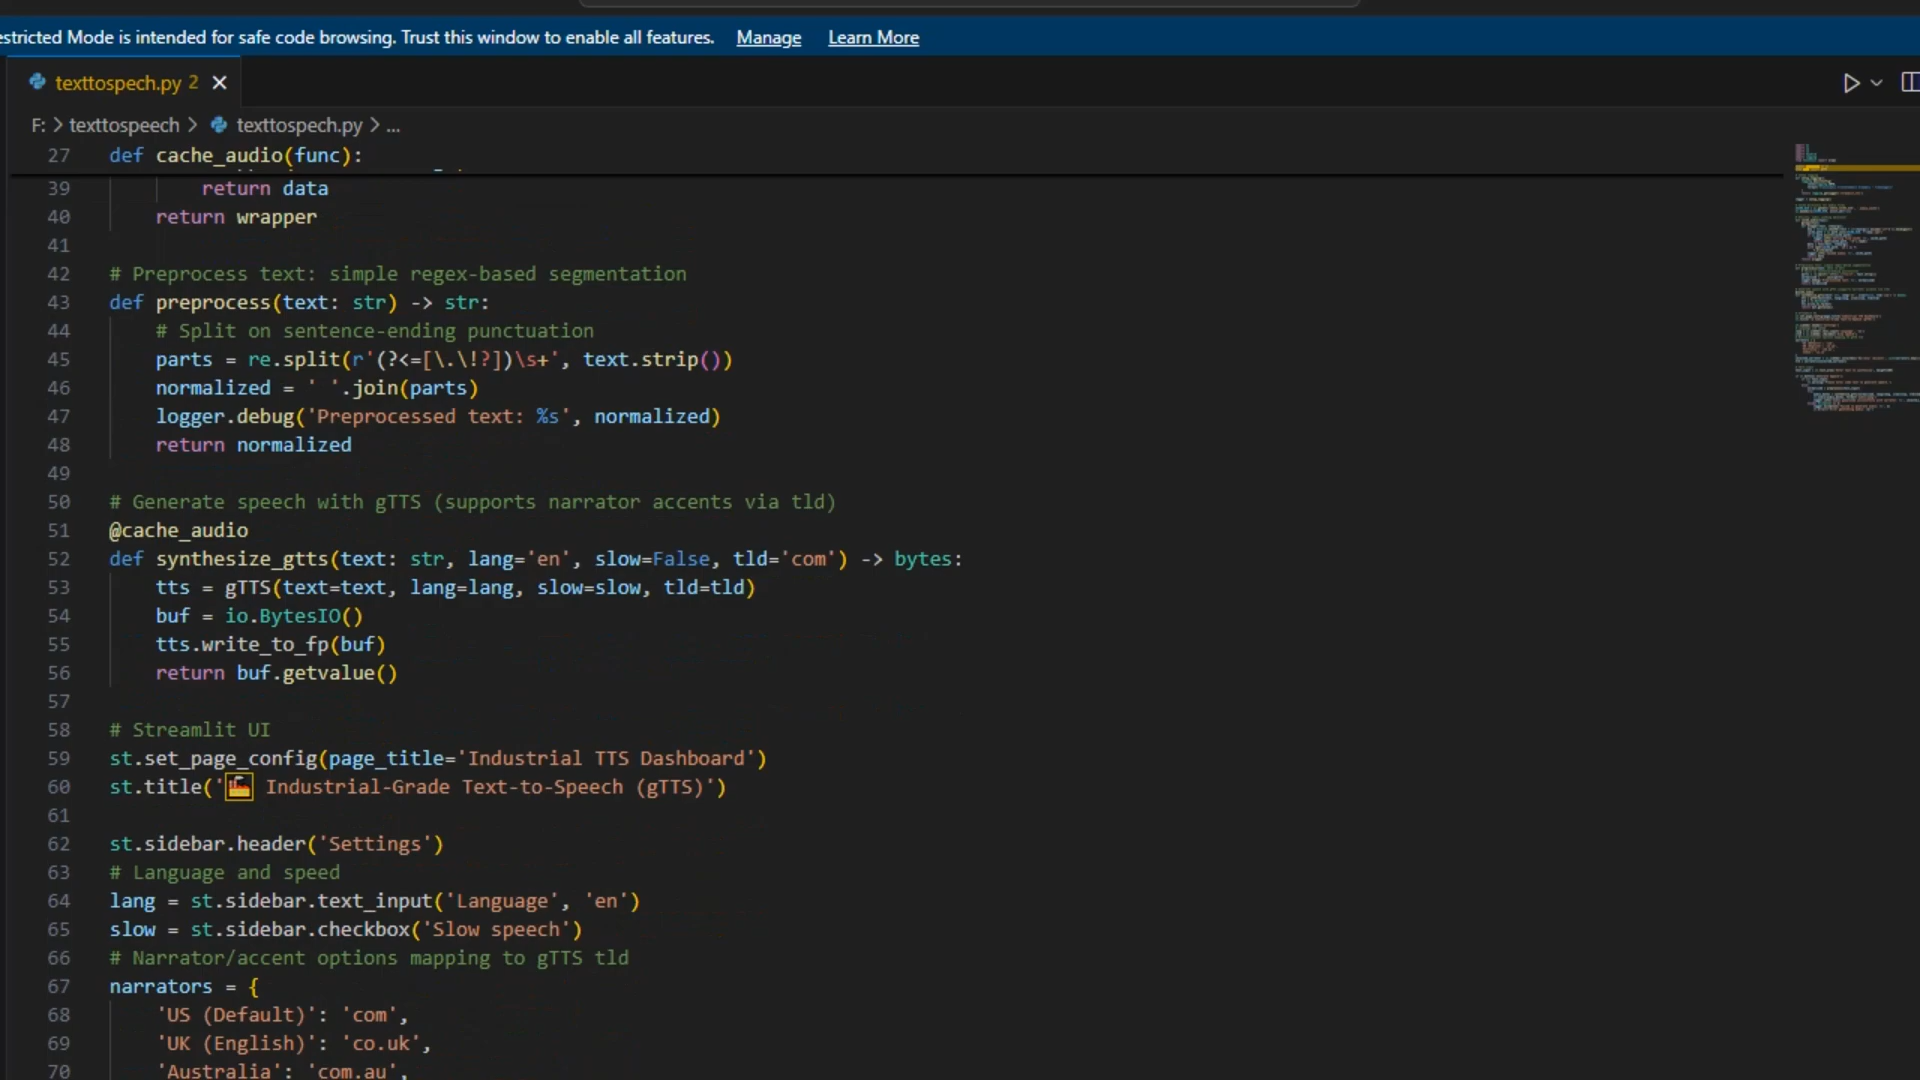 estricted Mode is intended for safe code browsing. Trust this window to enable all features. Manage Learn More
texttospech.py 2
F: > texttospeech > texttospech.py > ...
27 def cache_audio(func):
39 return data
40 return wrapper
41
42 # Preprocess text: simple regex-based segmentation
43 def preprocess(text: str) -> str:
44 # Split on sentence-ending punctuation
45 parts = re.split(r'(?<=[\.\!?])\s+', text.strip())
46 normalized = ' '.join(parts)
47 logger.debug('Preprocessed text: %s', normalized)
48 return normalized
49
50 # Generate speech with gTTS (supports narrator accents via tld)
51 @cache_audio
52 def synthesize_gtts(text: str, lang='en', slow=False, tld='com') -> bytes:
53 tts = gTTS(text=text, lang=lang, slow=slow, tld=tld)
54 buf = io.BytesIO()
55 tts.write_to_fp(buf)
56 return buf.getvalue()
57
58 # Streamlit UI
59 st.set_page_config(page_title='Industrial TTS Dashboard')
60 st.title('🏭 Industrial-Grade Text-to-Speech (gTTS)')
61
62 st.sidebar.header('Settings')
63 # Language and speed
64 lang = st.sidebar.text_input('Language', 'en')
65 slow = st.sidebar.checkbox('Slow speech')
66 # Narrator/accent options mapping to gTTS tld
67 narrators = {
68 'US (Default)': 'com',
69 'UK (English)': 'co.uk',
70 'Australia': 'com.au',